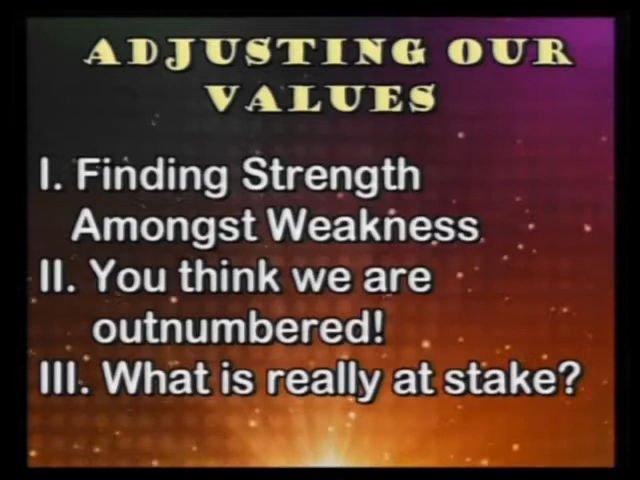 ADJUSTING OUR
VALUES
I. Finding Strength
Amongst Weakness
II. You think we are
outnumbered!
III. What is really at stake?